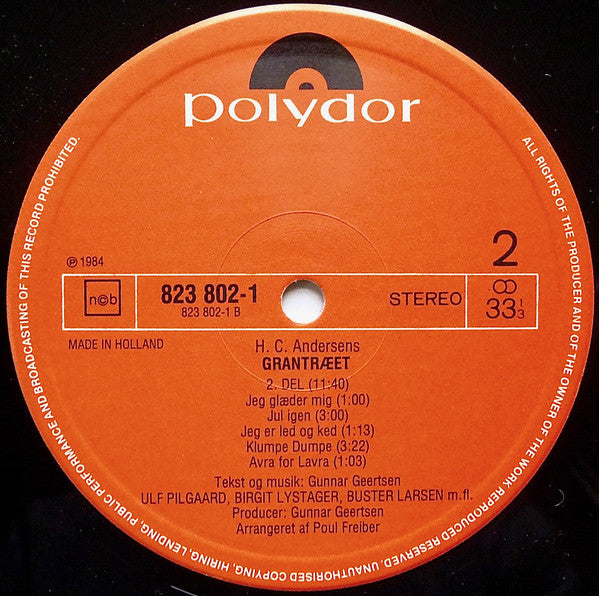 polydor
ALL RIGHTS OF THE PRODUCER AND OF THE OWNER OF THE WORK REPRODUCED RESERVED. UNAUTHORISED COPYING, HIRING, LENDING, PUBLIC PERFORMANCE AND BROADCASTING OF THIS RECORD PROHIBITED.
℗ 1984
2
n©b
823 802-1
823 802-1 B
STEREO
33 1/3
MADE IN HOLLAND
H. C. Andersens
GRANTRÆET
2. DEL (11:40)
Jeg glæder mig (1:00)
Jul igen (3:00)
Jeg er led og ked (1:13)
Klumpe Dumpe (3:22)
Avra for Lavra (1:03)
Tekst og musik: Gunnar Geertsen
ULF PILGAARD, BIRGIT LYSTAGER, BUSTER LARSEN m.fl.
Producer: Gunnar Geertsen
Arrangeret af Poul Freiber